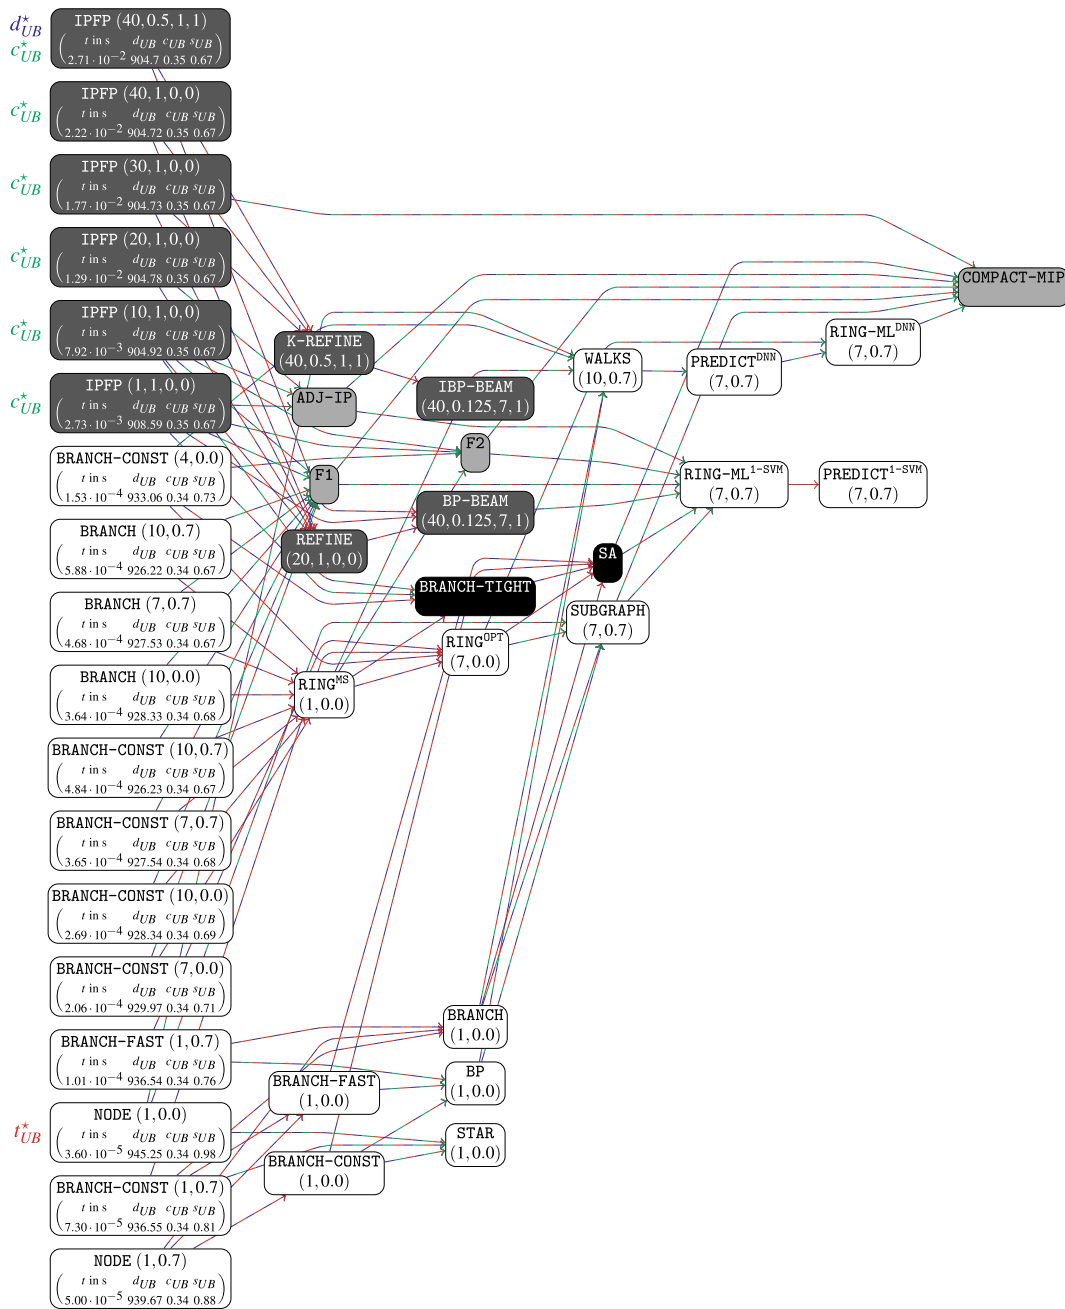 d⋆UB
c⋆UB
IPFP (40,0.5,1,1)
t in s dUB cUB sUB
2.71·10−2 904.7 0.35 0.67
c⋆UB
IPFP (40,1,0,0)
t in s dUB cUB sUB
2.22·10−2 904.72 0.35 0.67
c⋆UB
IPFP (30,1,0,0)
t in s dUB cUB sUB
1.77·10−2 904.73 0.35 0.67
c⋆UB
IPFP (20,1,0,0)
t in s dUB cUB sUB
1.29·10−2 904.78 0.35 0.67
c⋆UB
IPFP (10,1,0,0)
t in s dUB cUB sUB
7.92·10−3 904.92 0.35 0.67
c⋆UB
IPFP (1,1,0,0)
t in s dUB cUB sUB
2.73·10−3 908.59 0.35 0.67
BRANCH-CONST (4,0.0)
t in s dUB cUB sUB
1.53·10−4 933.06 0.34 0.73
BRANCH (10,0.7)
t in s dUB cUB sUB
5.88·10−4 926.22 0.34 0.67
BRANCH (7,0.7)
t in s dUB cUB sUB
4.68·10−4 927.53 0.34 0.67
BRANCH (10,0.0)
t in s dUB cUB sUB
3.64·10−4 928.33 0.34 0.68
BRANCH-CONST (10,0.7)
t in s dUB cUB sUB
4.84·10−4 926.23 0.34 0.67
BRANCH-CONST (7,0.7)
t in s dUB cUB sUB
3.65·10−4 927.54 0.34 0.68
BRANCH-CONST (10,0.0)
t in s dUB cUB sUB
2.69·10−4 928.34 0.34 0.69
BRANCH-CONST (7,0.0)
t in s dUB cUB sUB
2.06·10−4 929.97 0.34 0.71
BRANCH-FAST (1,0.7)
t in s dUB cUB sUB
1.01·10−4 936.54 0.34 0.76
t⋆UB
NODE (1,0.0)
t in s dUB cUB sUB
3.60·10−5 945.25 0.34 0.98
BRANCH-CONST (1,0.7)
t in s dUB cUB sUB
7.30·10−5 936.55 0.34 0.81
NODE (1,0.7)
t in s dUB cUB sUB
5.00·10−5 939.67 0.34 0.88
K-REFINE
(40,0.5,1,1)
ADJ-IP
F1
REFINE
(20,1,0,0)
RINGMS
(1,0.0)
BRANCH-FAST
(1,0.0)
BRANCH-CONST
(1,0.0)
IBP-BEAM
(40,0.125,7,1)
F2
BP-BEAM
(40,0.125,7,1)
BRANCH-TIGHT
RINGOPT
(7,0.0)
BRANCH
(1,0.0)
BP
(1,0.0)
STAR
(1,0.0)
WALKS
(10,0.7)
SA
SUBGRAPH
(7,0.7)
PREDICTDNN
(7,0.7)
RING-ML1-SVM
(7,0.7)
RING-MLDNN
(7,0.7)
PREDICT1-SVM
(7,0.7)
COMPACT-MIP